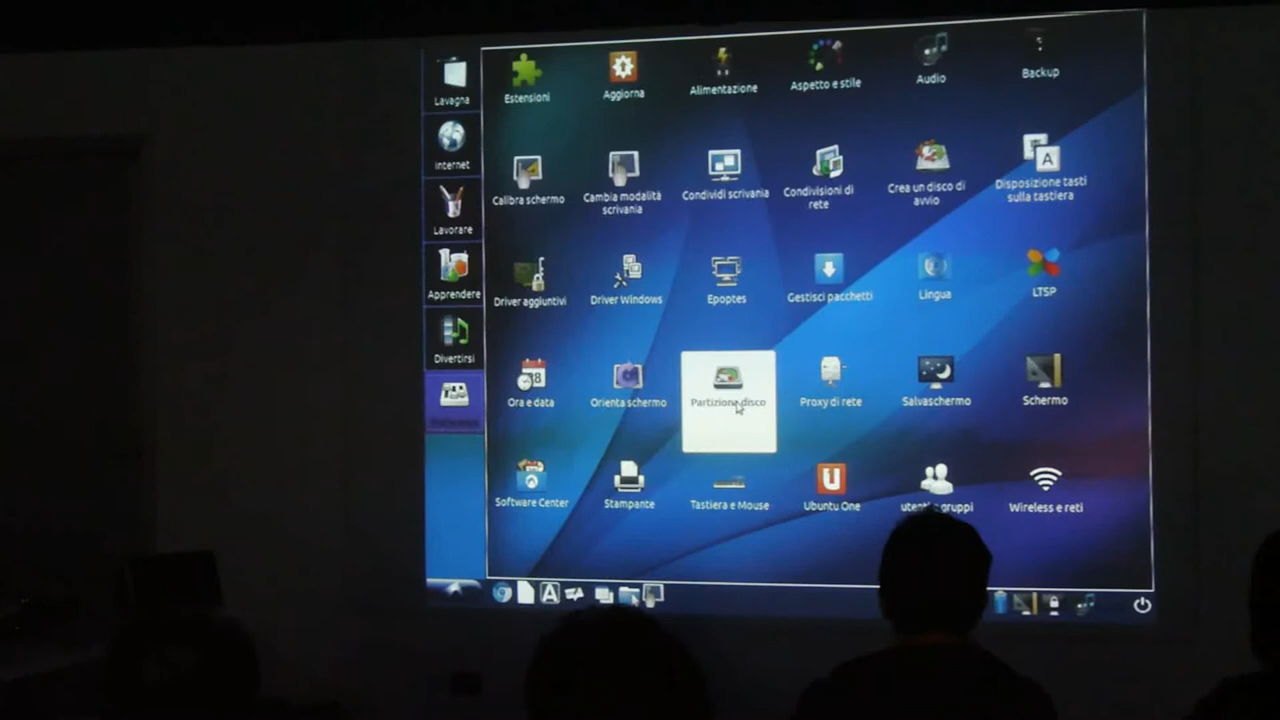 Lavagna
Internet
Lavorare
Apprendere
Divertirsi
Estensioni
Aggiorna
Alimentazione
Aspetto e stile
Audio
Backup
Calibra schermo
Cambia modalità
scrivania
Condividi scrivania
Condivisioni di
rete
Crea un disco di
avvio
A
Disposizione tasti
sulla tastiera
Driver aggiuntivi
Driver Windows
Epoptes
Gestisci pacchetti
Lingua
LTSP
Ora e data
Orienta schermo
Partiziona disco
Proxy di rete
Salvaschermo
Schermo
Software Center
Stampante
Tastiera e Mouse
U
Ubuntu One
utenti e gruppi
Wireless e reti
A